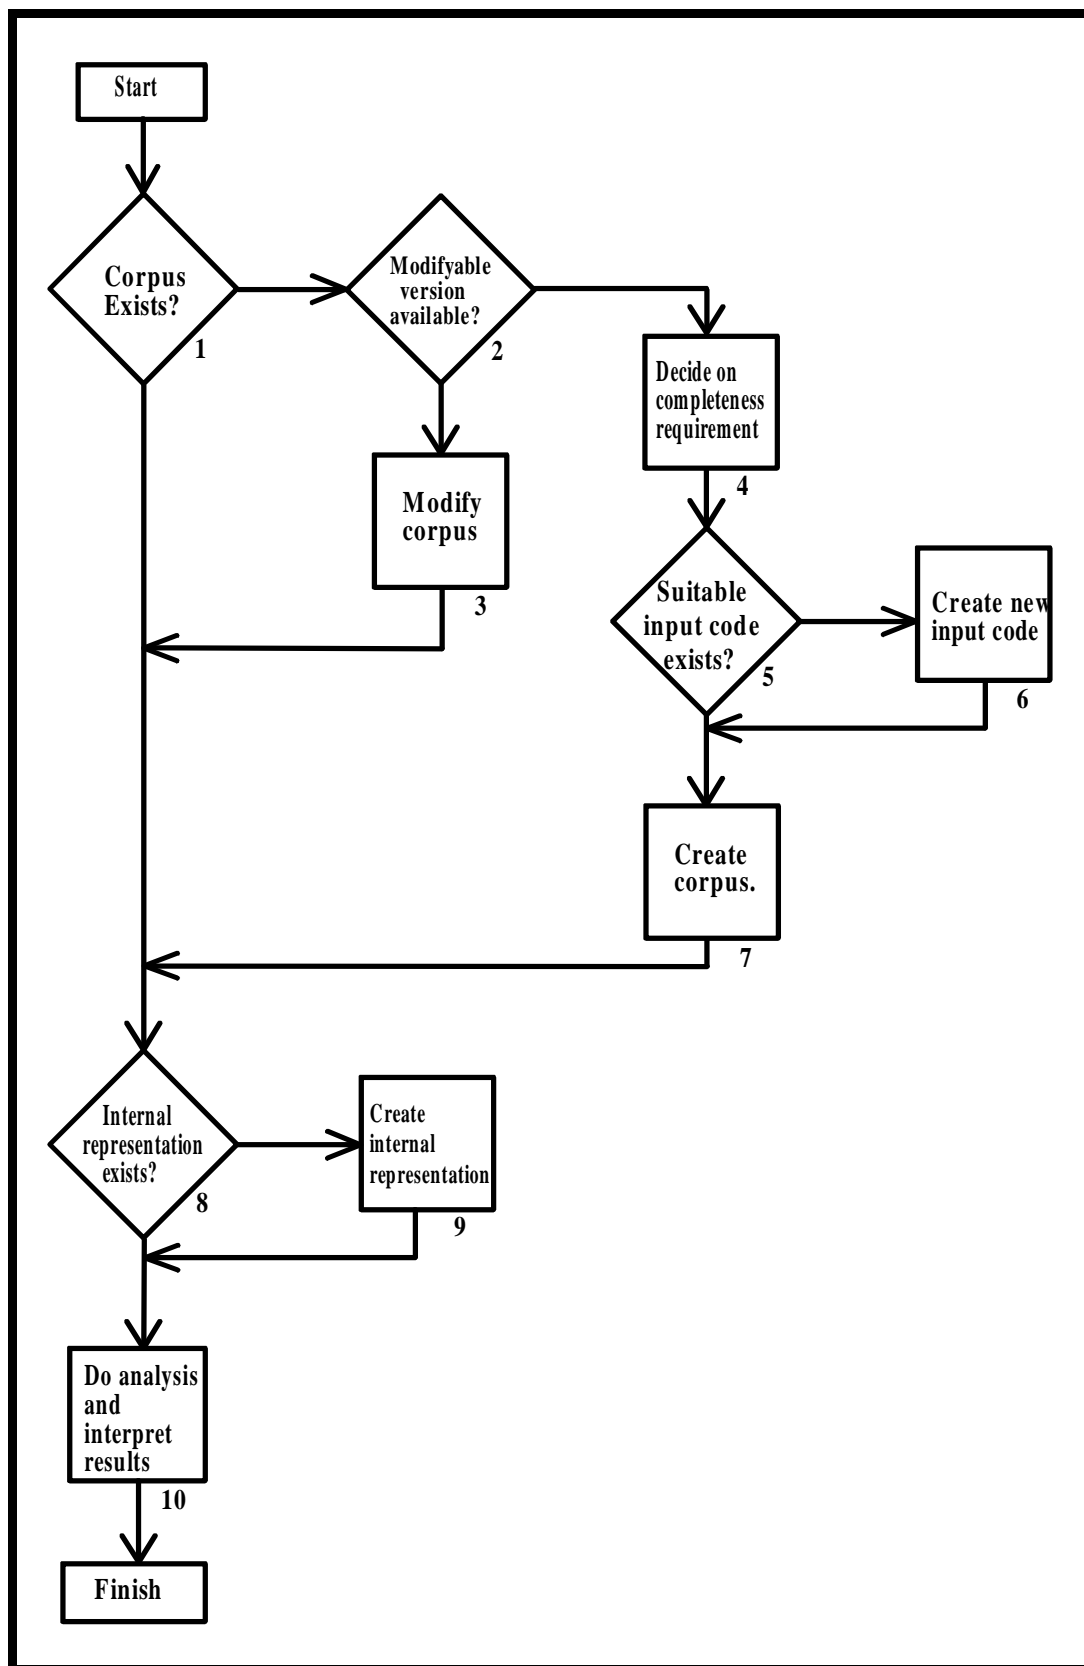 Start
Corpus
Exists?
1
Modifyable
version
available?
2
Decide on
completeness
requirement
4
Modify
corpus
3
Suitable
input code
exists?
5
Create new
input code
6
Create
corpus.
7
Internal
representation
exists?
8
Create
internal
representation
9
Do analysis
and
interpret
results
10
Finish